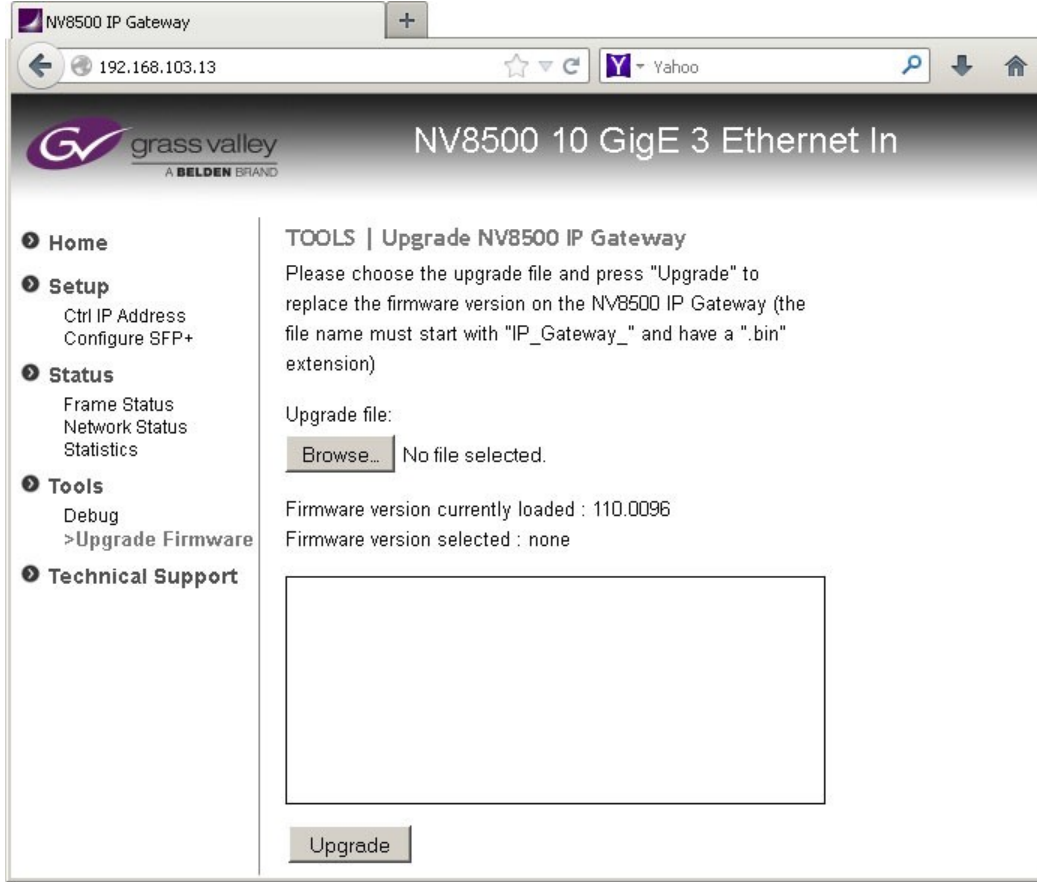 NV8500 IP Gateway
+
192.168.103.13
Y
Yahoo
GV
grass valley
A BELDEN BRAND
NV8500 10 GigE 3 Ethernet In
Home
Setup
Ctrl IP Address
Configure SFP+
Status
Frame Status
Network Status
Statistics
Tools
Debug
>Upgrade Firmware
Technical Support
TOOLS | Upgrade NV8500 IP Gateway
Please choose the upgrade file and press "Upgrade" to
replace the firmware version on the NV8500 IP Gateway (the
file name must start with "IP_Gateway_" and have a ".bin"
extension)
Upgrade file:
Browse... No file selected.
Firmware version currently loaded : 110.0096
Firmware version selected : none
Upgrade